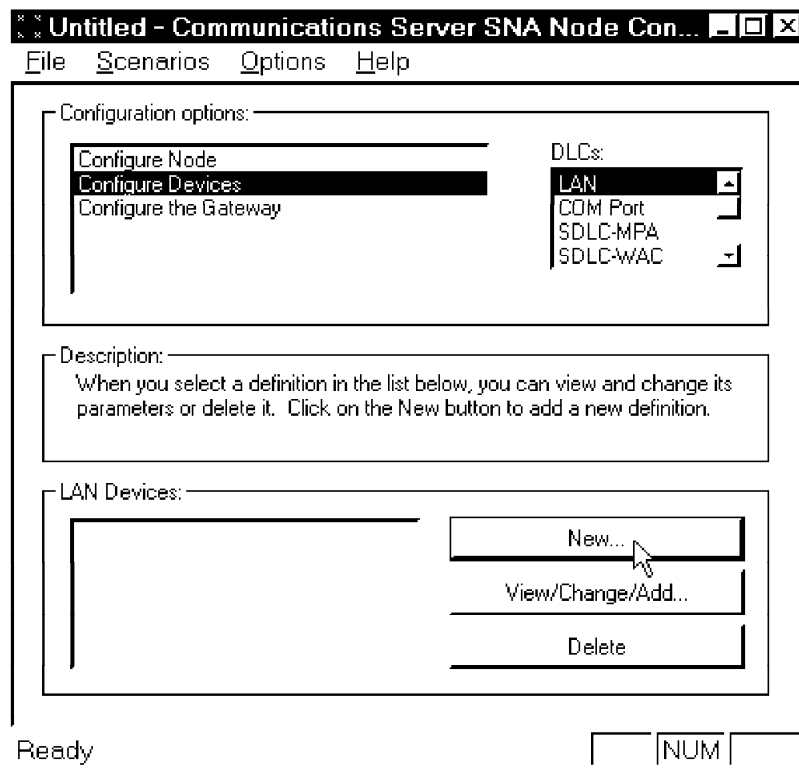 Untitled - Communications Server SNA Node Con...
File Scenarios Options Help
Configuration options:
Configure Node
Configure Devices
Configure the Gateway
DLCs:
LAN
COM Port
SDLC-MPA
SDLC-WAC
Description:
When you select a definition in the list below, you can view and change its
parameters or delete it. Click on the New button to add a new definition.
LAN Devices:
New...
View/Change/Add...
Delete
Ready
NUM